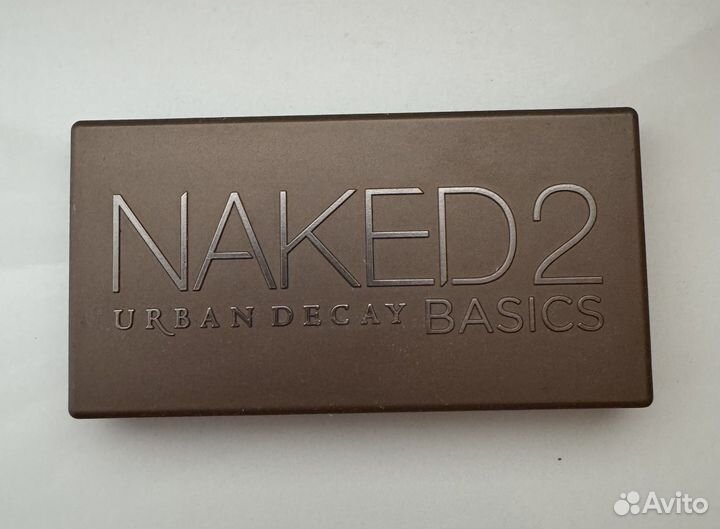 NAKED2
URBAN DECAY BASICS
Avito